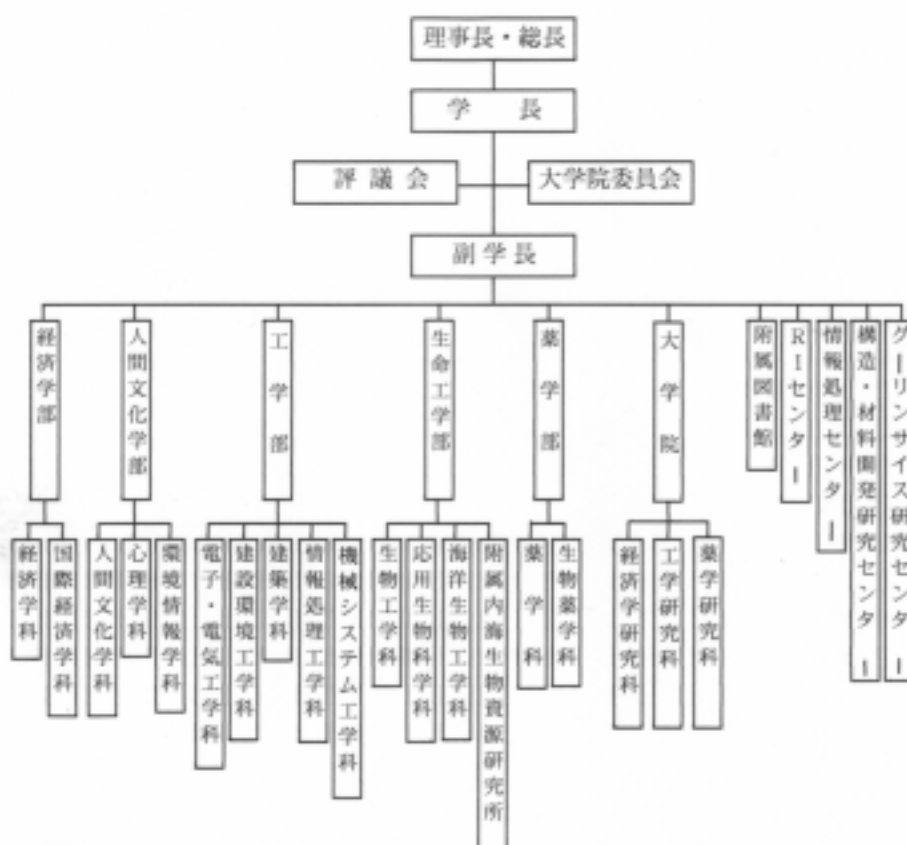 理事長・総長
学長
評議会
大学院委員会
副学長
経済学部
人間文化学部
工学部
生命工学部
薬学部
大学院
附属図書館
RIセンター
情報処理センター
構造・材料開発研究センター
グーリンサイス研究センター
経済学科
国際経済学科
人間文化学科
心理学科
環境情報学科
電子・電気工学科
建設環境工学科
建築学科
情報処理工学科
機械システム工学科
生物工学科
応用生物科学科
海洋生物工学科
附属内海生物資源研究所
薬学科
生物薬学科
経済学研究科
工学研究科
薬学研究科